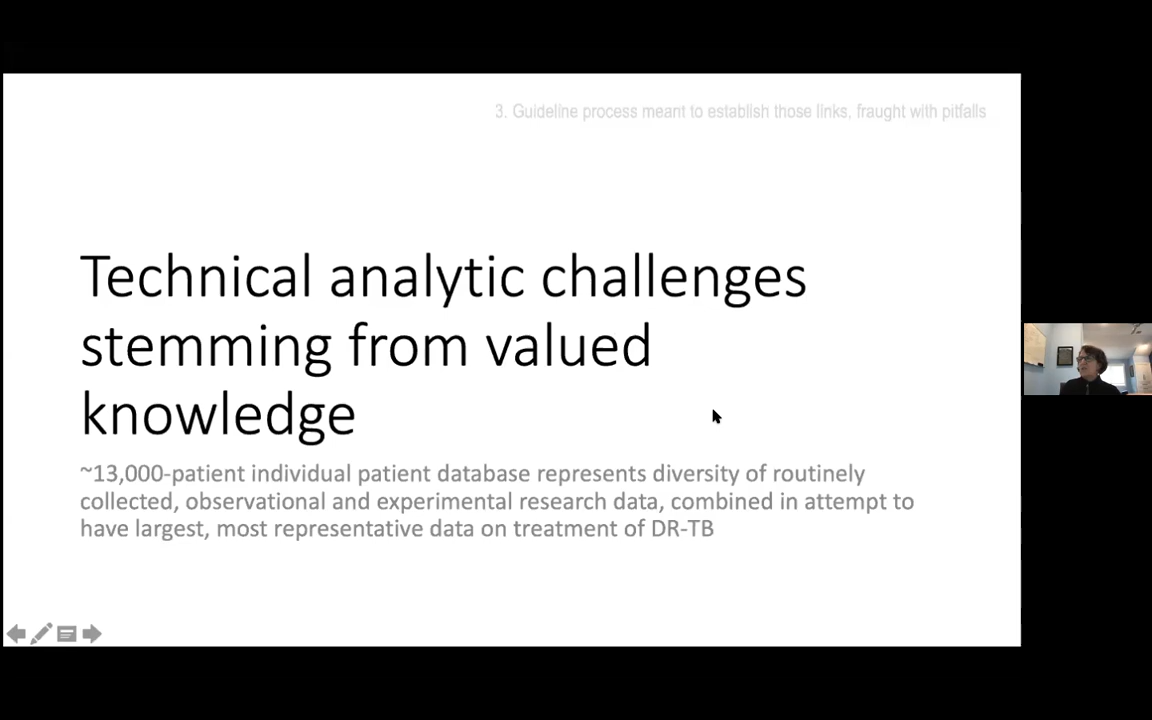 3. Guideline process meant to establish those links, fraught with pitfalls
Technical analytic challenges
stemming from valued
knowledge
~13,000-patient individual patient database represents diversity of routinely
collected, observational and experimental research data, combined in attempt to
have largest, most representative data on treatment of DR-TB